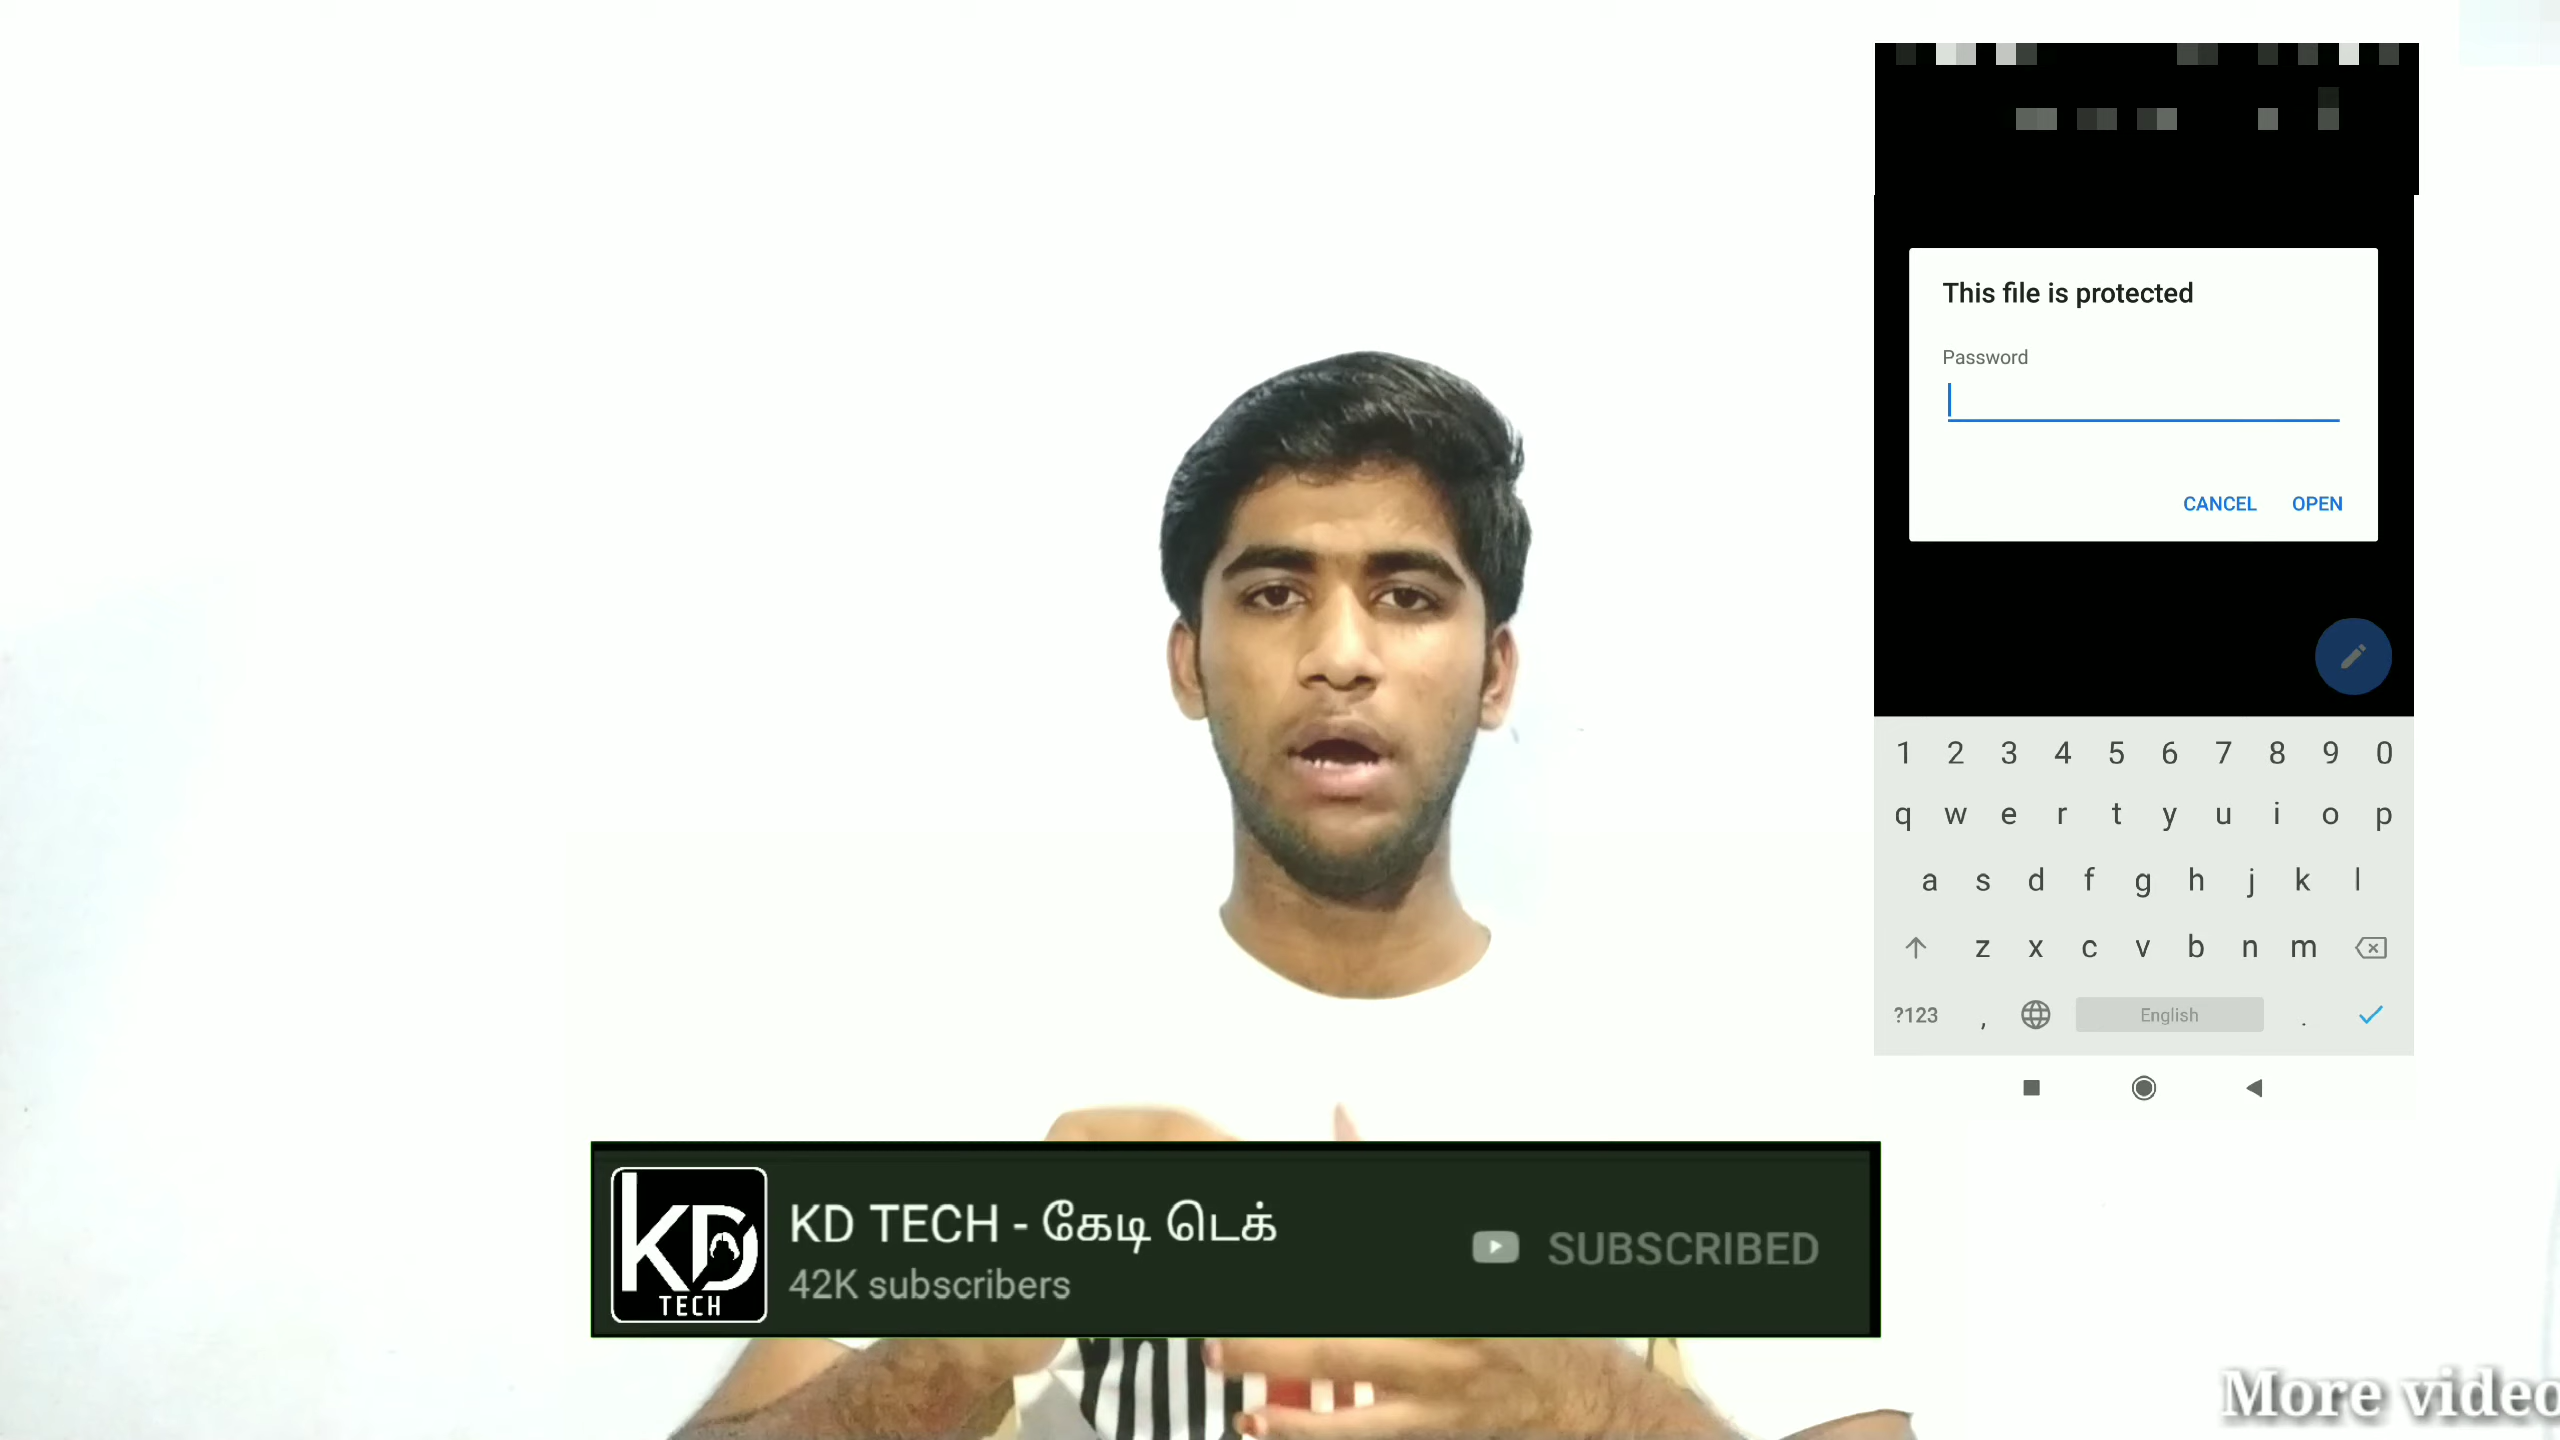 This file is protected
Password
CANCEL OPEN
1 2 3 4 5 6 7 8 9 0
q w e r t y u i o p
a s d f g h j k l
z x c v b n m
?123 , English .
KD TECH - கேடி டெக்
42K subscribers
SUBSCRIBED
KD
TECH
More video